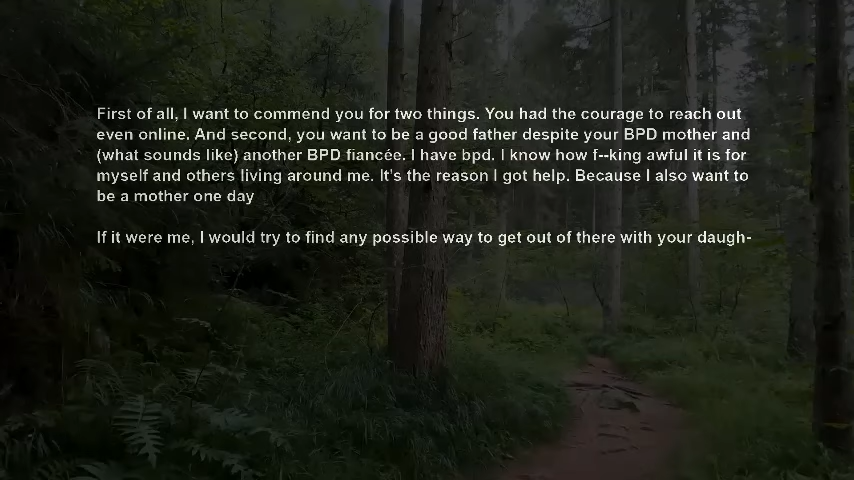 First of all, I want to commend you for two things. You had the courage to reach out
even online. And second, you want to be a good father despite your BPD mother and
(what sounds like) another BPD fiancée. I have bpd. I know how f--king awful it is for
myself and others living around me. It's the reason I got help. Because I also want to
be a mother one day
If it were me, I would try to find any possible way to get out of there with your daugh-